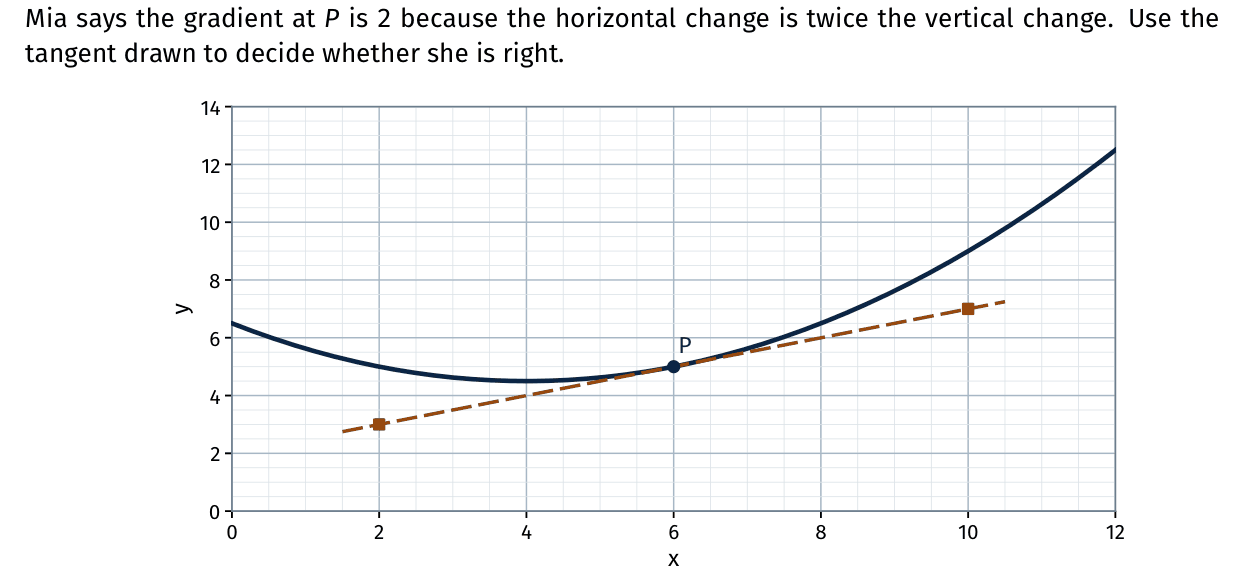 Mia says the gradient at P is 2 because the horizontal change is twice the vertical change. Use the
tangent drawn to decide whether she is right.
14
12
10
8
6
4
2
0
y
P
0 2 4 6 8 10 12
x